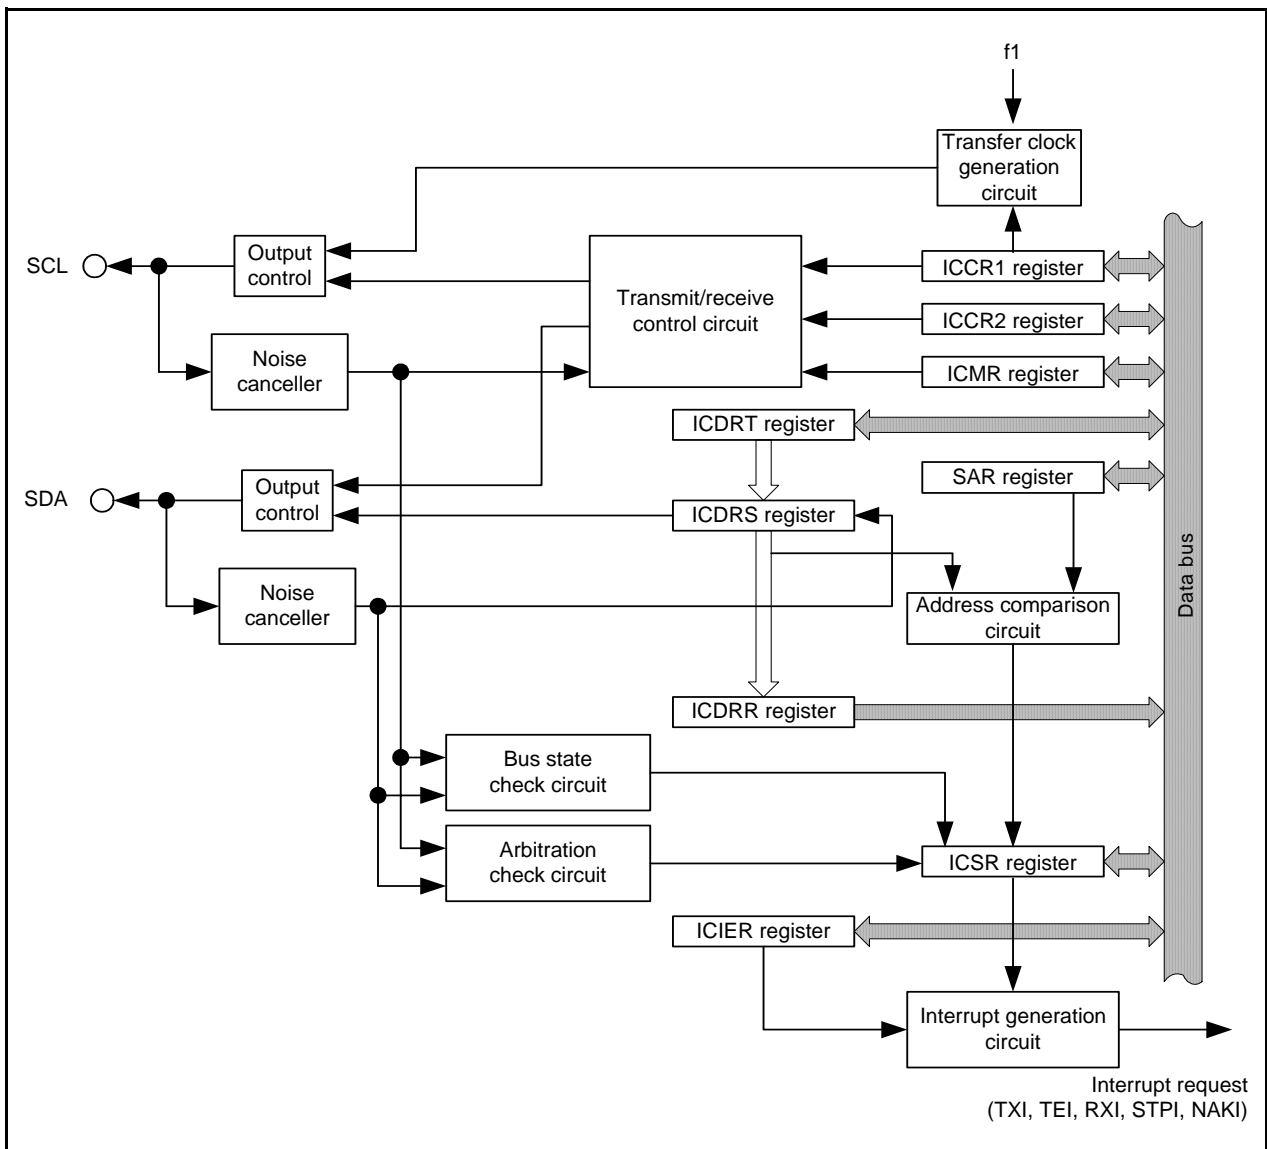 f1
Transfer clock
generation
circuit
SCL
Output
control
Transmit/receive
control circuit
ICCR1 register
ICCR2 register
Noise
canceller
ICMR register
ICDRT register
SAR register
SDA
Output
control
ICDRS register
Data bus
Noise
canceller
Address comparison
circuit
ICDRR register
Bus state
check circuit
Arbitration
check circuit
ICSR register
ICIER register
Interrupt generation
circuit
Interrupt request
(TXI, TEI, RXI, STPI, NAKI)